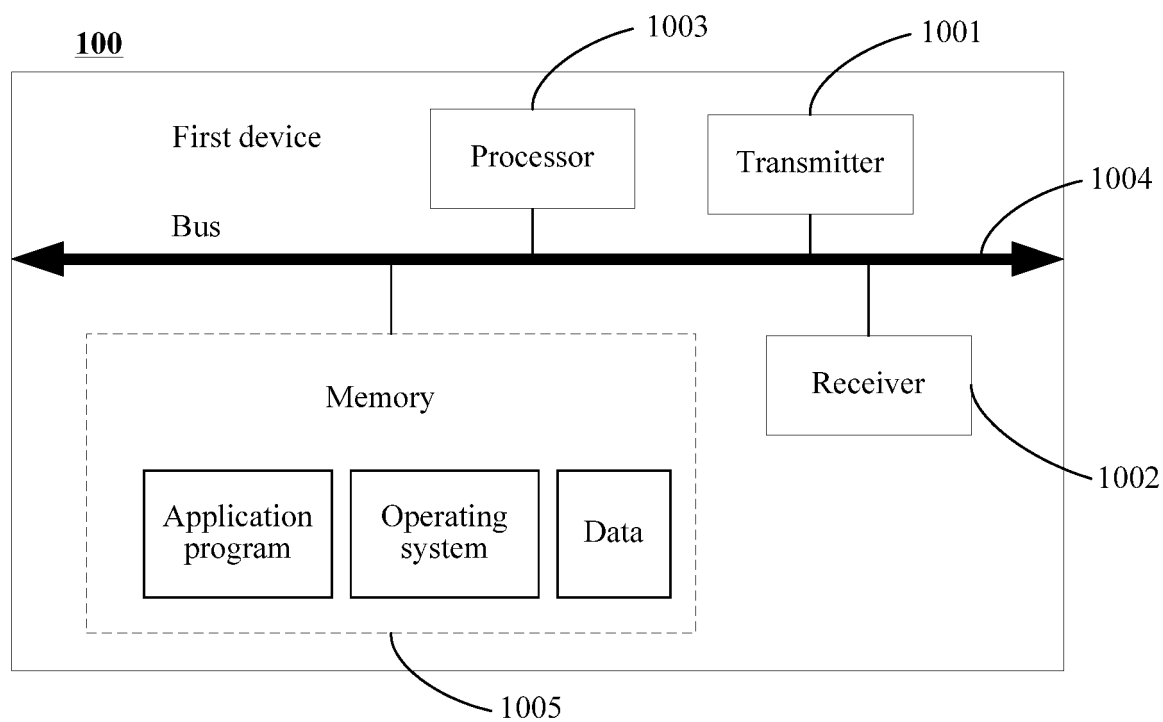 100
1003
1001
First device
Processor
Transmitter
1004
Bus
Memory
Receiver
1002
Application
program
Operating
system
Data
1005